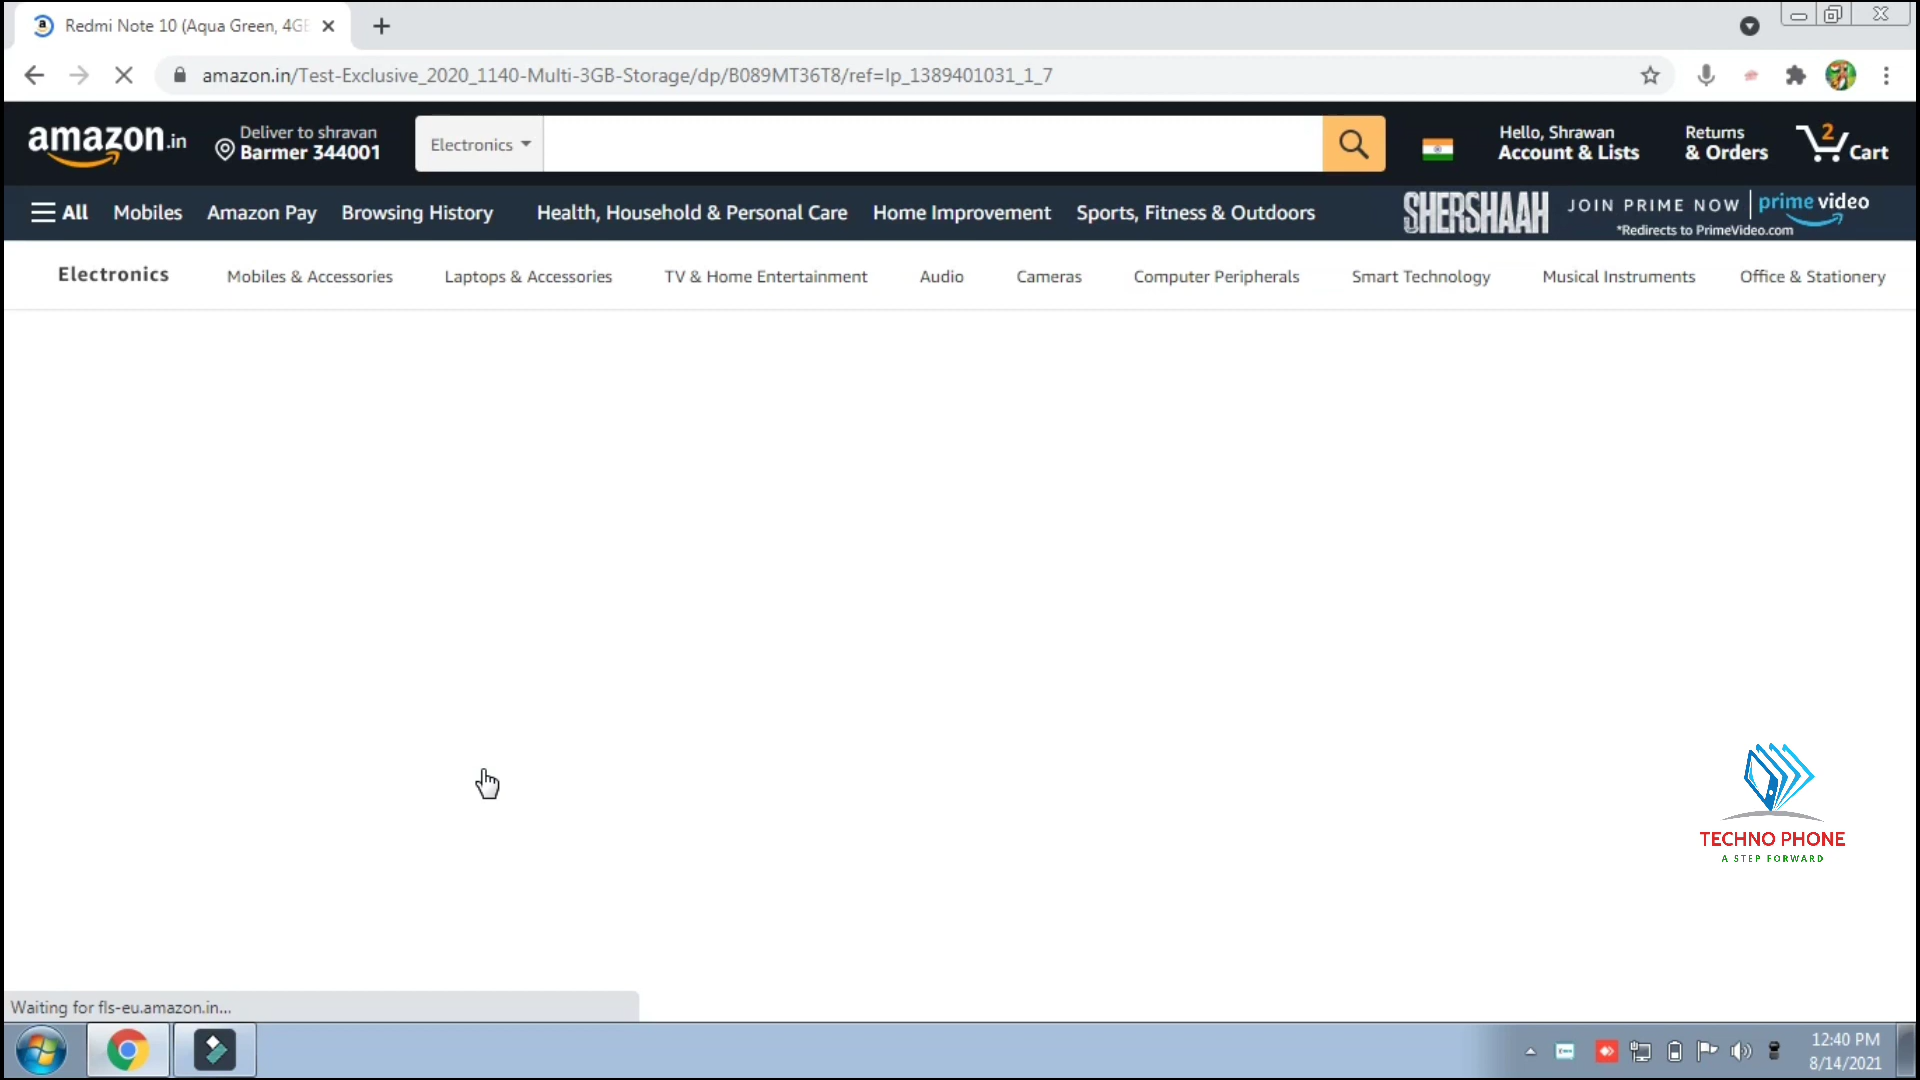 Redmi Note 10 (Aqua Green, 4GB
amazon.in/Test-Exclusive_2020_1140-Multi-3GB-Storage/dp/B089MT36T8/ref=lp_1389401031_1_7
amazon.in
Deliver to shravan
Barmer 344001
Electronics
Hello, Shrawan
Account & Lists
Returns
& Orders
2
Cart
All
Mobiles
Amazon Pay
Browsing History
Health, Household & Personal Care
Home Improvement
Sports, Fitness & Outdoors
SHERSHAAH
JOIN PRIME NOW
prime video
*Redirects to PrimeVideo.com
Electronics
Mobiles & Accessories
Laptops & Accessories
TV & Home Entertainment
Audio
Cameras
Computer Peripherals
Smart Technology
Musical Instruments
Office & Stationery
TECHNO PHONE
A STEP FORWARD
Waiting for fls-eu.amazon.in...
12:40 PM
8/14/2021